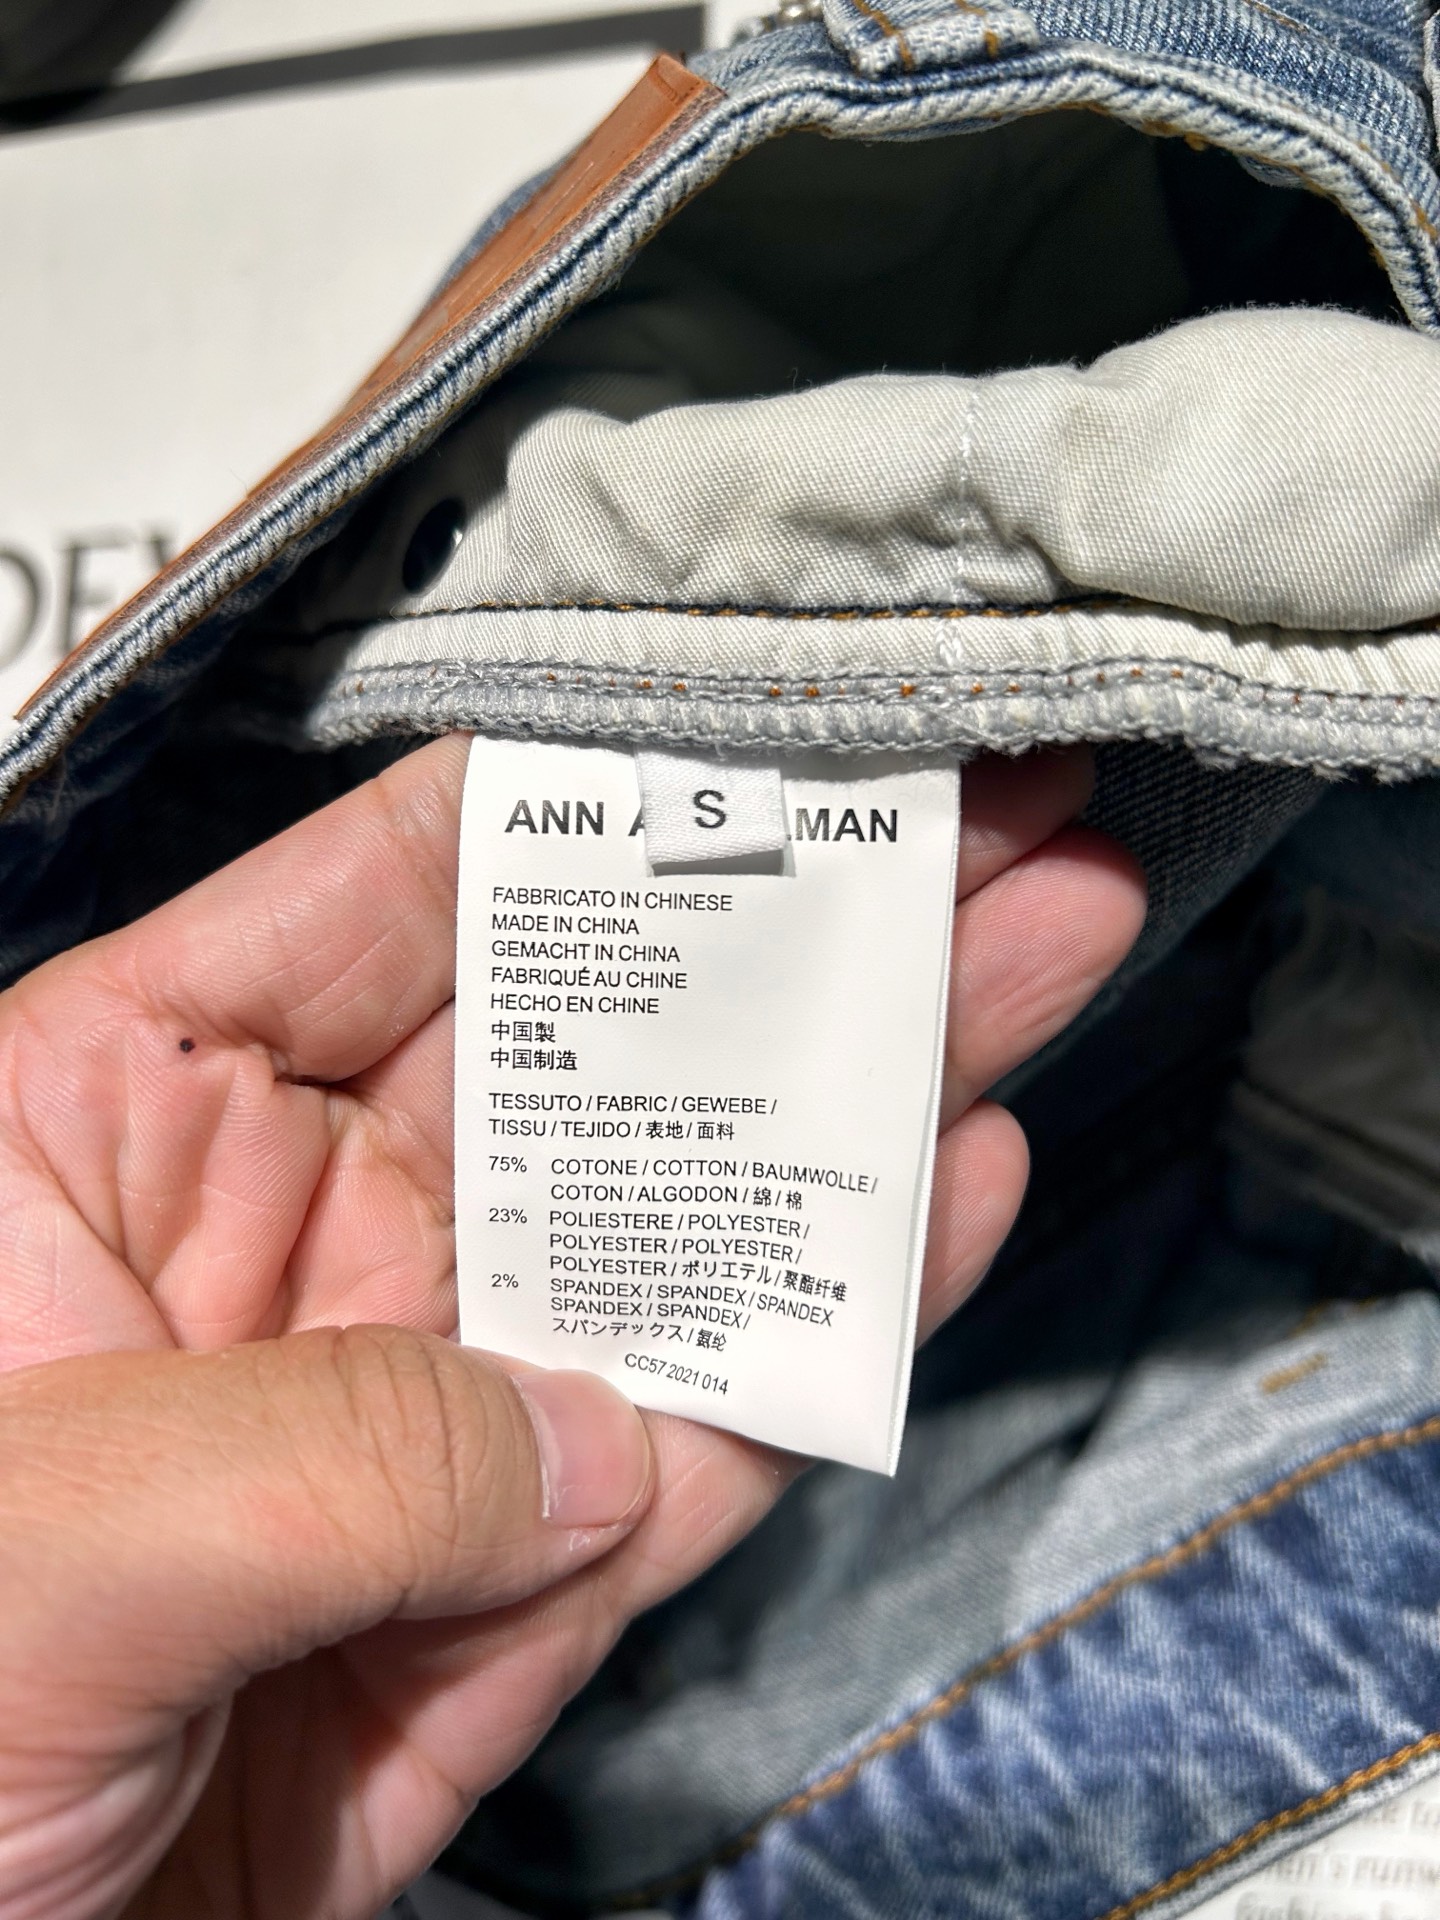 ANN
S
MAN
FABBRICATO IN CHINESE
MADE IN CHINA
GEMACHT IN CHINA
FABRIQUÉ AU CHINE
HECHO EN CHINE
中国製
中国制造
TESSUTO / FABRIC / GEWEBE /
TISSU / TEJIDO / 表地 / 面料
75% COTONE / COTTON / BAUMWOLLE /
COTON / ALGODON / 綿 / 棉
23% POLIESTERE / POLYESTER /
POLYESTER / POLYESTER /
POLYESTER / ポリエテル / 聚酯纤维
2% SPANDEX / SPANDEX / SPANDEX
SPANDEX / SPANDEX /
スパンデックス / 氨纶
CC57 2021 014